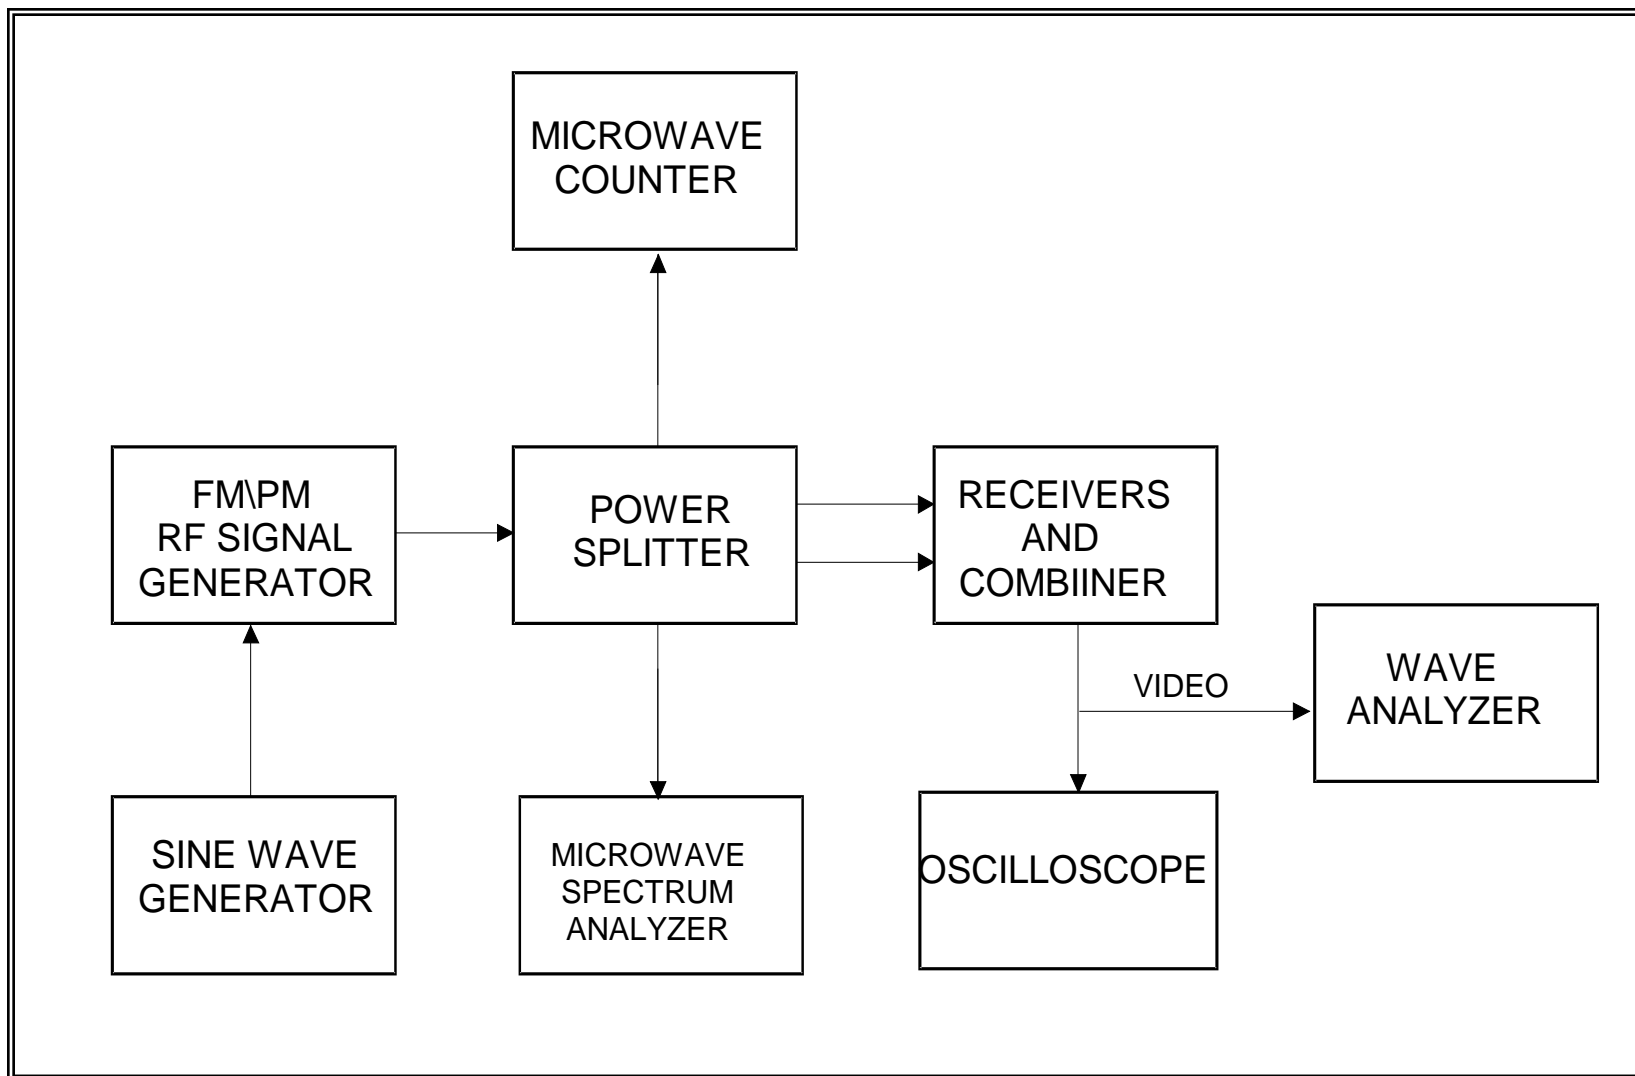 MICROWAVE
COUNTER
FM\PM
RF SIGNAL
GENERATOR
POWER
SPLITTER
RECEIVERS
AND
COMBIINER
VIDEO
WAVE
ANALYZER
SINE WAVE
GENERATOR
MICROWAVE
SPECTRUM
ANALYZER
OSCILLOSCOPE